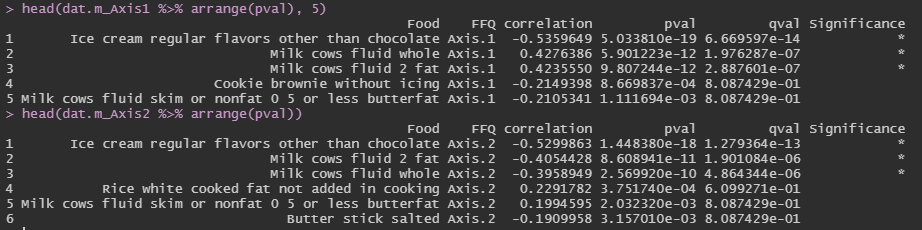 > head(dat.m_Axis1 %>% arrange(pval), 5)
Food FFQ correlation pval qval Significance
1 Ice cream regular flavors other than chocolate Axis.1 -0.5359649 5.033810e-19 6.669597e-14 *
2 Milk cows fluid whole Axis.1 0.4276386 5.901223e-12 1.976287e-07 *
3 Milk cows fluid 2 fat Axis.1 0.4235550 9.807244e-12 2.887601e-07 *
4 Cookie brownie without icing Axis.1 -0.2149398 8.669837e-04 8.087429e-01
5 Milk cows fluid skim or nonfat 0 5 or less butterfat Axis.1 -0.2105341 1.111694e-03 8.087429e-01
> head(dat.m_Axis2 %>% arrange(pval))
Food FFQ correlation pval qval Significance
1 Ice cream regular flavors other than chocolate Axis.2 -0.5299863 1.448380e-18 1.279364e-13 *
2 Milk cows fluid 2 fat Axis.2 -0.4054428 8.608941e-11 1.901084e-06 *
3 Milk cows fluid whole Axis.2 -0.3958949 2.569920e-10 4.864344e-06 *
4 Rice white cooked fat not added in cooking Axis.2 0.2291782 3.751740e-04 6.099271e-01
5 Milk cows fluid skim or nonfat 0 5 or less butterfat Axis.2 0.1994595 2.032320e-03 8.087429e-01
6 Butter stick salted Axis.2 -0.1909958 3.157010e-03 8.087429e-01